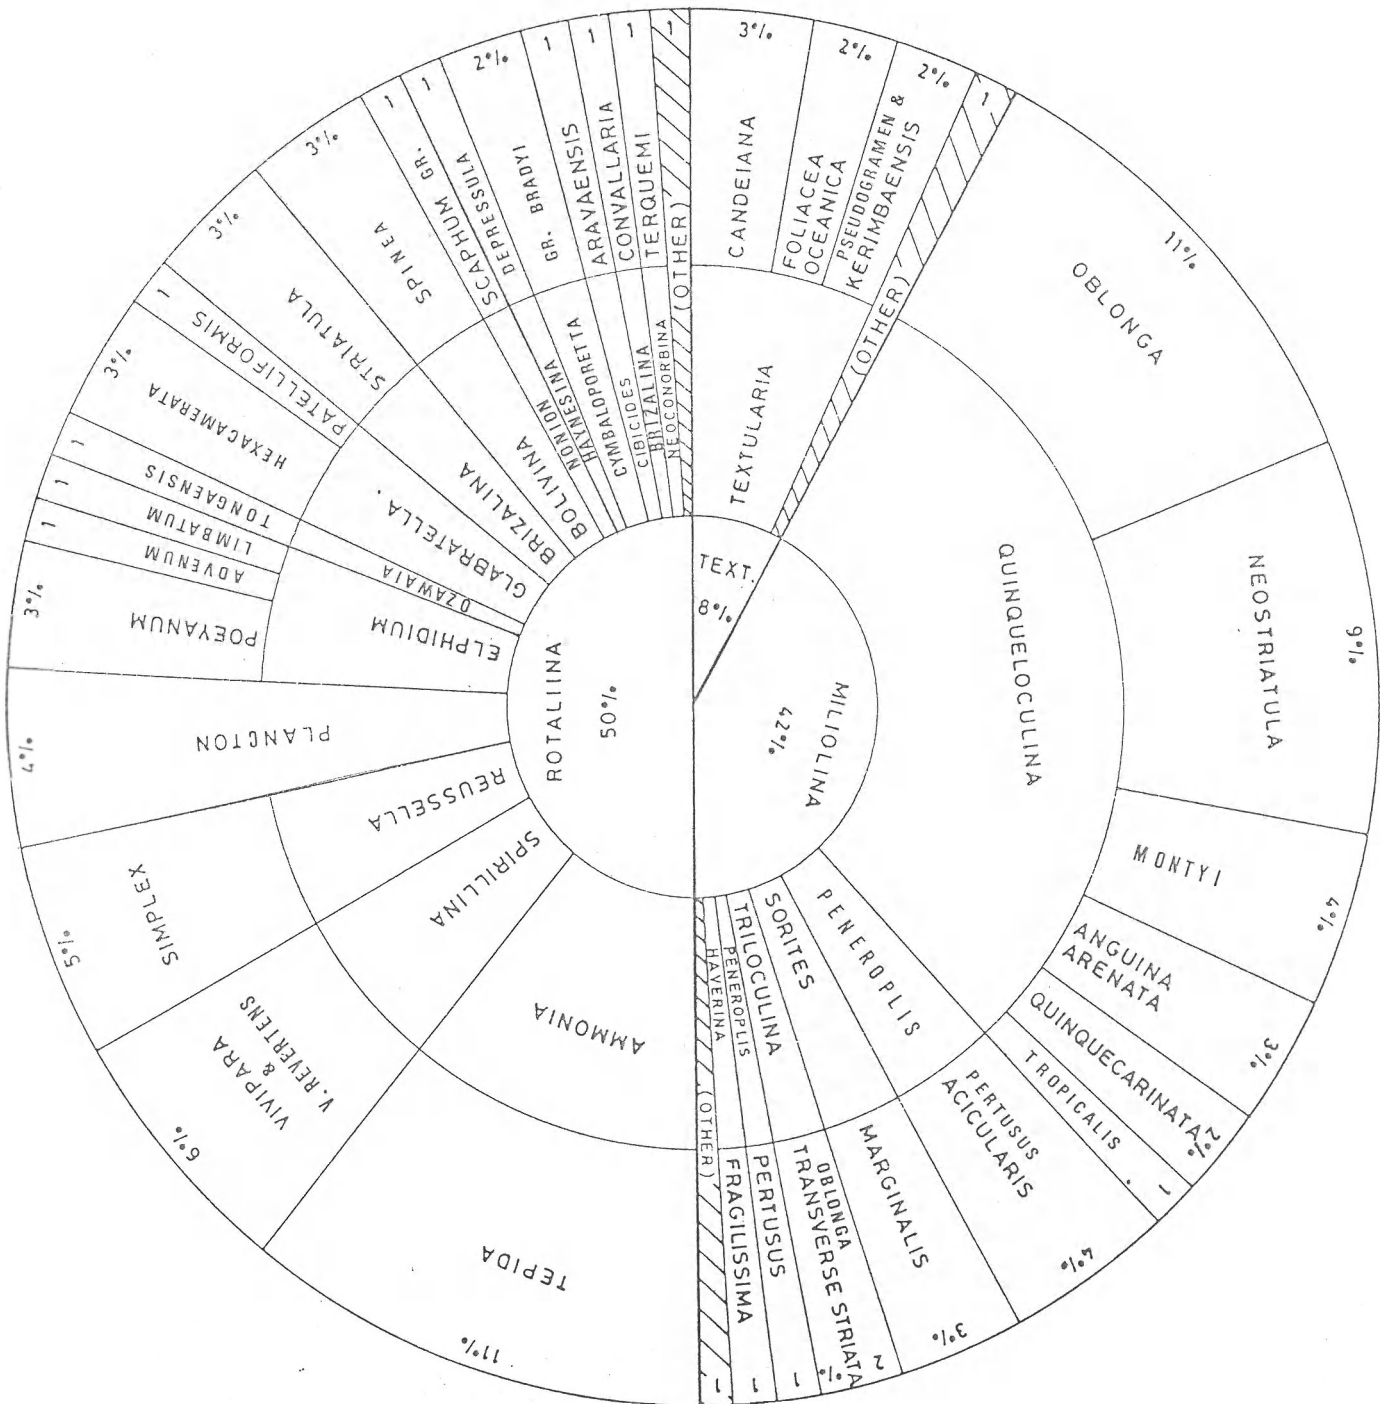 TEXT.
8%
MILIOLINA
42%
ROTALIINA
50%
TEXTULARIA
(OTHER)
CANDEIANA
3%
FOLIACEA
OCEANICA
2%
PSEUDOGRAMEN &
KERIMBAENSIS
2%
1
QUINQUELOCULINA
OBLONGA
11%
NEOSTRIATULA
9%
MONTYI
4%
ANGUINA
ARENATA
3%
QUINQUECARINATA
2%
TROPICALIS
1
PENEROPLIS
PERTUSUS
ACICULARIS
4%
SORITES
MARGINALIS
3%
TRILOCULINA
OBLONGA
TRANSVERSE STRIATA
2%
PENEROPLIS
PERTUSUS
1
HAVERINA
FRAGILISSIMA
1
(OTHER)
1
AMMONIA
TEPIDA
11%
SPIRILLINA
VIVIPARA
&
V. REVERTENS
6%
REUSSELLA
SIMPLEX
5%
PLANCTON
4%
ELPHIDIUM
POEYANUM
3%
ADVENUM
1
LIMBATUM
1
OZAWAIA
TONGAENSIS
1
GLABRATELLA.
HEXACAMERATA
3%
PATELLIFORMIS
1
BRIZALINA
STRIATULA
3%
BOLIVINA
SPINEA
3%
NONION
SCAPHUM GR.
1
HAYNESINA
DEPRESSULA
1
CYMBALOPORETTA
GR. BRADYI
2%
CIBICIDES
ARAVAENSIS
1
BRIZALINA
CONVALLARIA
1
NEOCONORBINA
TERQUEMI
1
(OTHER)
1